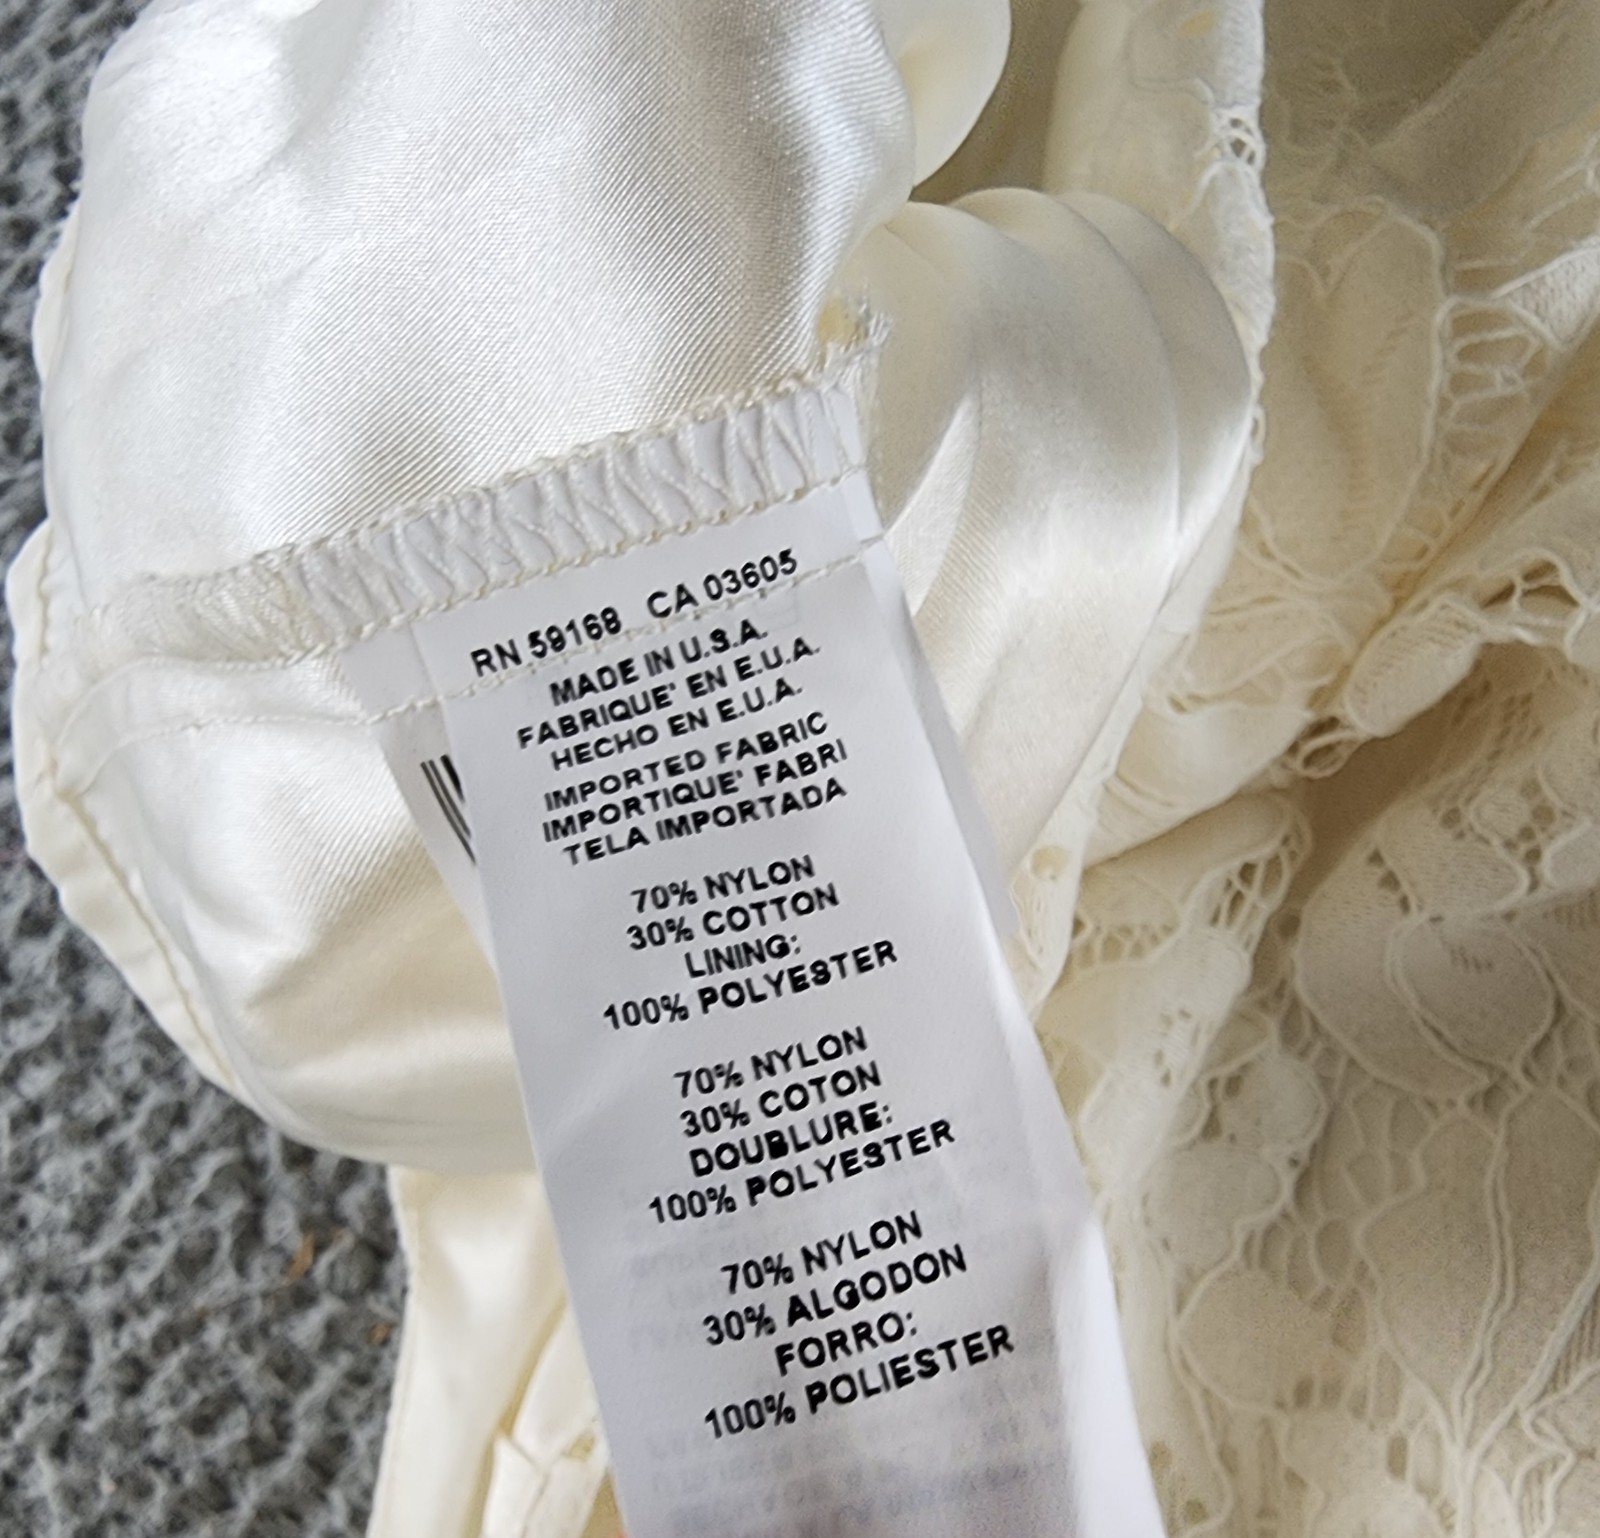 RN 59168 CA 03605
MADE IN U.S.A.
FABRIQUE' EN E.U.A.
HECHO EN E.U.A.
IMPORTED FABRIC
IMPORTIQUE' FABRI
TELA IMPORTADA
70% NYLON
30% COTTON
LINING:
100% POLYESTER
70% NYLON
30% COTON
DOUBLURE:
100% POLYESTER
70% NYLON
30% ALGODON
FORRO:
100% POLIESTER